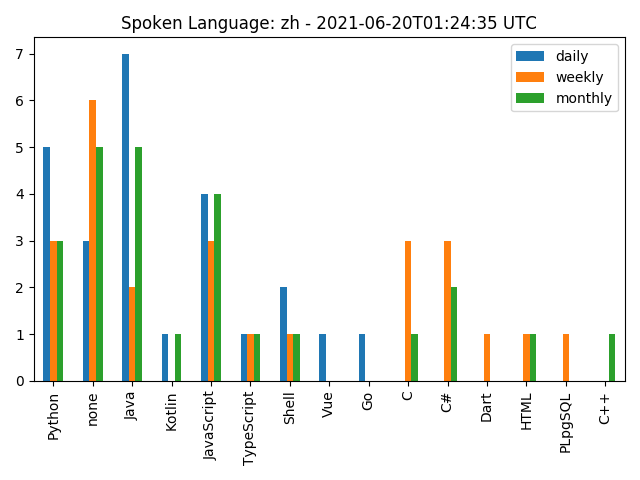 Spoken Language: zh - 2021-06-20T01:24:35 UTC
daily
weekly
monthly
7
6
5
4
3
2
1
0
Python
none
Java
Kotlin
JavaScript
TypeScript
Shell
Vue
Go
C
C#
Dart
HTML
PLpgSQL
C++